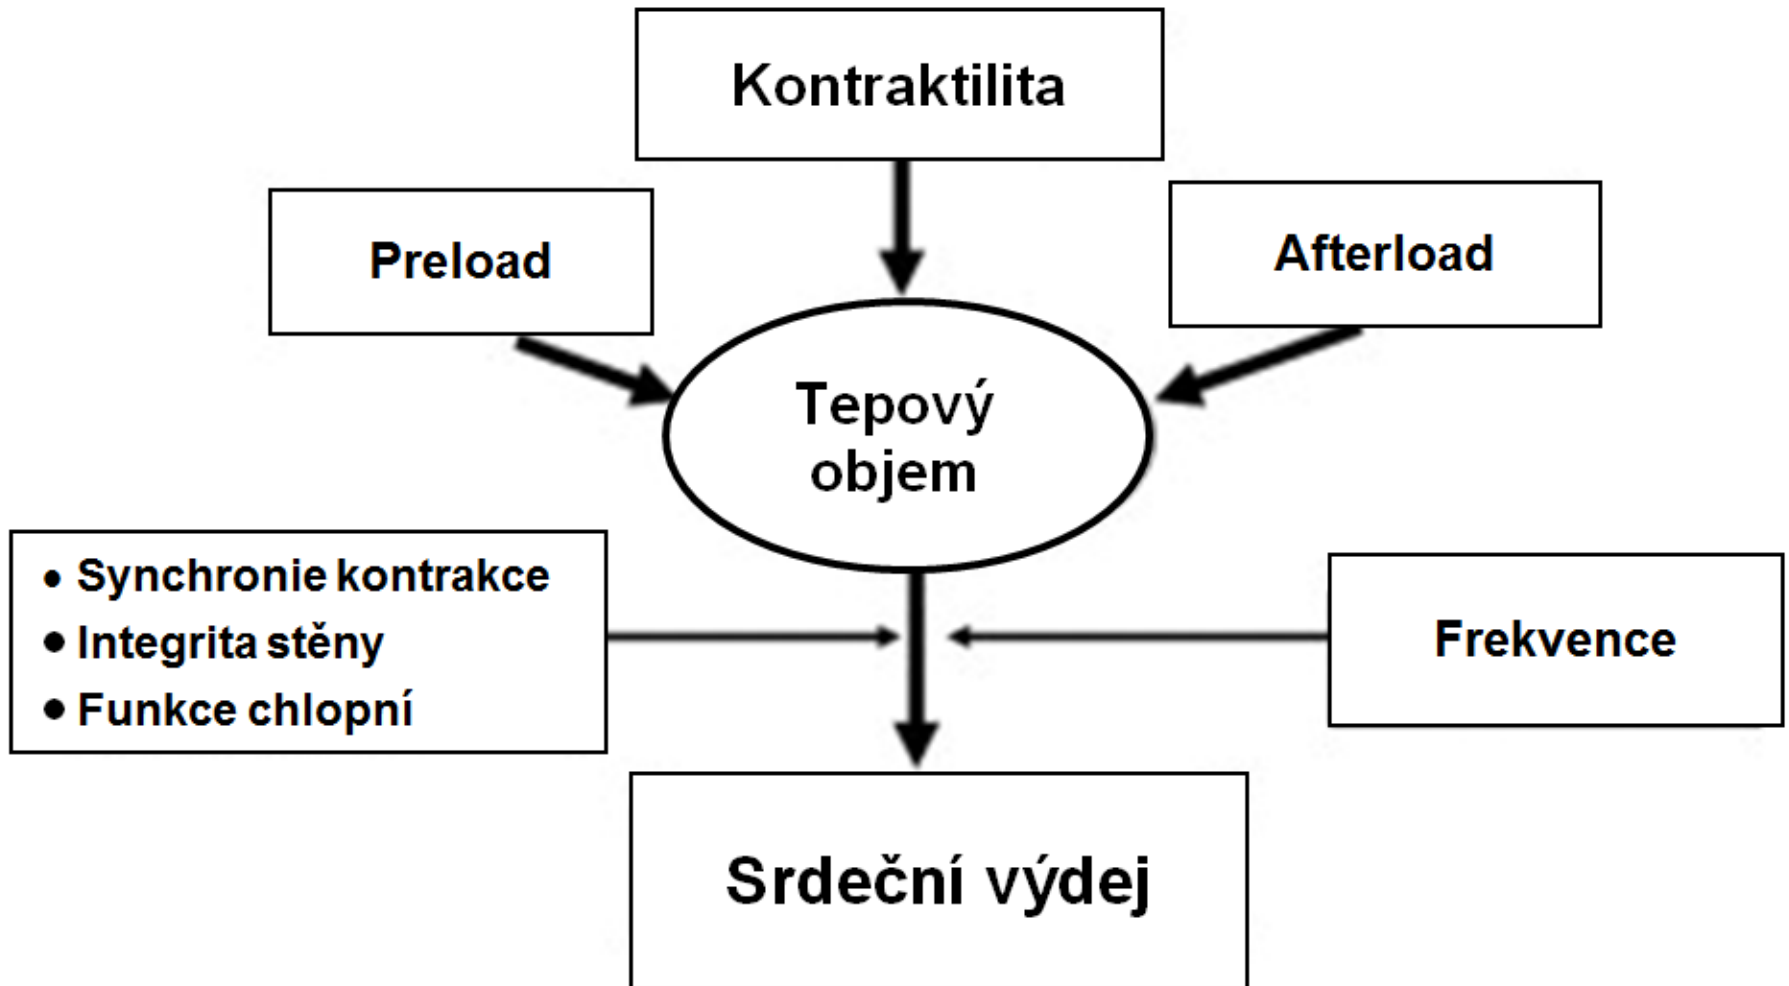 Kontraktilita
Preload
Afterload
Tepový
objem
• Synchronie kontrakce
• Integrita stěny
• Funkce chlopní
Frekvence
Srdeční výdej